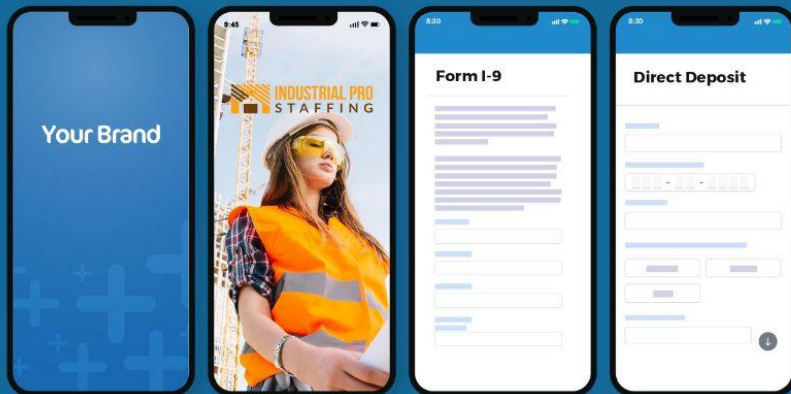 Your Brand
9:45
INDUSTRIAL PRO
STAFFING
8:30
Form I-9
8:30
Direct Deposit